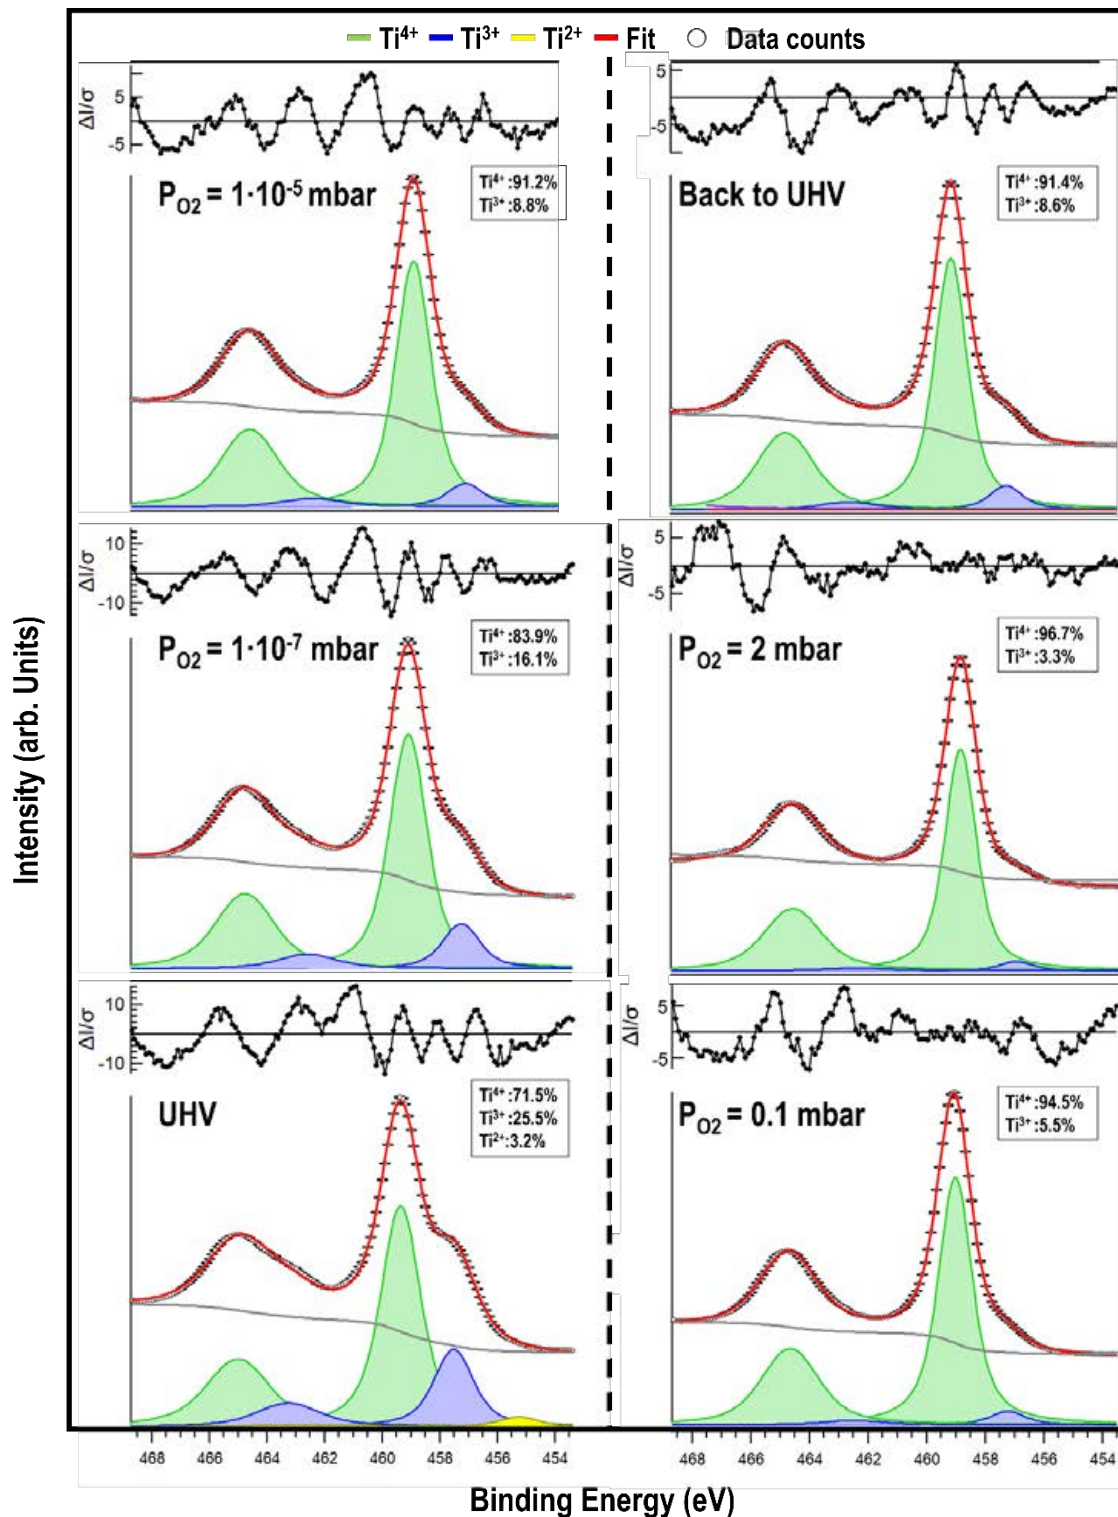 Ti⁴⁺ Ti³⁺ Ti²⁺ Fit Data counts
Intensity (arb. Units)
ΔI/σ
5
-5
P_O2 = 1·10⁻⁵ mbar
Ti⁴⁺:91.2%
Ti³⁺:8.8%
5
-5
Back to UHV
Ti⁴⁺:91.4%
Ti³⁺:8.6%
ΔI/σ
10
-10
P_O2 = 1·10⁻⁷ mbar
Ti⁴⁺:83.9%
Ti³⁺:16.1%
ΔI/σ
5
-5
P_O2 = 2 mbar
Ti⁴⁺:96.7%
Ti³⁺:3.3%
ΔI/σ
10
-10
UHV
Ti⁴⁺:71.5%
Ti³⁺:25.5%
Ti²⁺:3.2%
ΔI/σ
5
-5
P_O2 = 0.1 mbar
Ti⁴⁺:94.5%
Ti³⁺:5.5%
468 466 464 462 460 458 456 454
468 466 464 462 460 458 456 454
Binding Energy (eV)